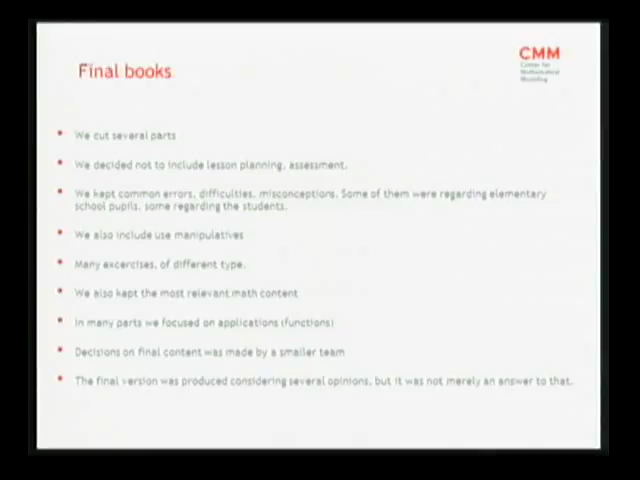 Final books
CMM
Center for
Mathematical
Modeling
• We cut several parts
• We decided not to include lesson planning, assessment.
• We kept common errors, difficulties, misconceptions. Some of them were regarding elementary
school pupils, some regarding the students.
• We also include use manipulatives
• Many excercises, of different type.
• We also kept the most relevant math content
• In many parts we focused on applications (functions)
• Decisions on final content was made by a smaller team
• The final version was produced considering several opinions, but it was not merely an answer to that.